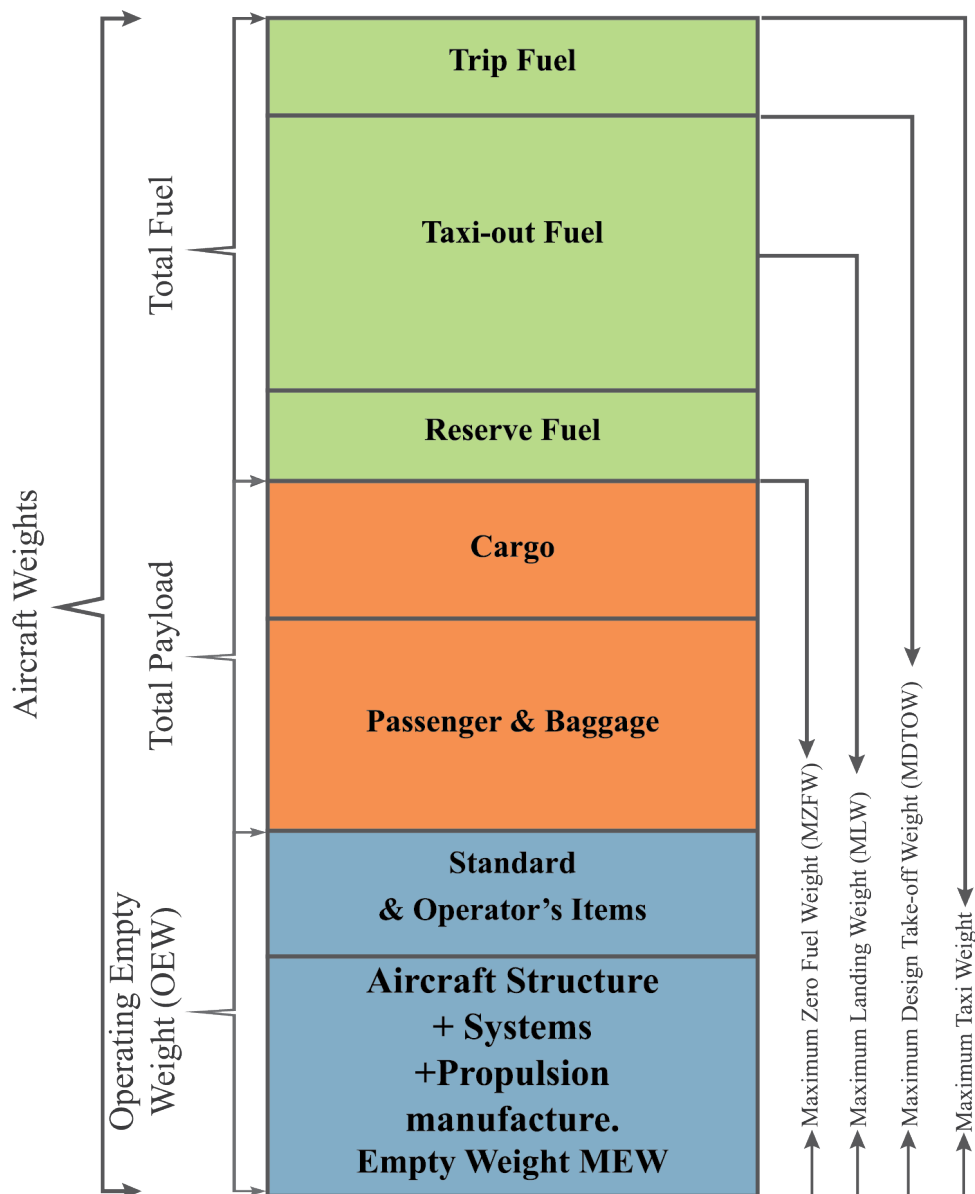 Aircraft Weights
Total Fuel
Total Payload
Operating Empty
Weight (OEW)
Trip Fuel
Taxi-out Fuel
Reserve Fuel
Cargo
Passenger & Baggage
Standard
& Operator’s Items
Aircraft Structure
+ Systems
+Propulsion
manufacture.
Empty Weight MEW
Maximum Zero Fuel Weight (MZFW)
Maximum Landing Weight (MLW)
Maximum Design Take-off Weight (MDTOW)
Maximum Taxi Weight